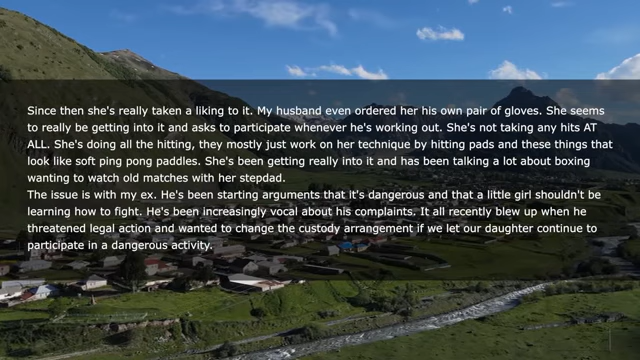 Since then she's really taken a liking to it. My husband even ordered her his own pair of gloves. She seems
to really be getting into it and asks to participate whenever he's working out. She's not taking any hits AT
ALL. She's doing all the hitting, they mostly just work on her technique by hitting pads and these things that
look like soft ping pong paddles. She's been getting really into it and has been talking a lot about boxing
wanting to watch old matches with her stepdad.
The issue is with my ex. He's been starting arguments that it's dangerous and that a little girl shouldn't be
learning how to fight. He's been increasingly vocal about his complaints. It all recently blew up when he
threatened legal action and wanted to change the custody arrangement if we let our daughter continue to
participate in a dangerous activity.